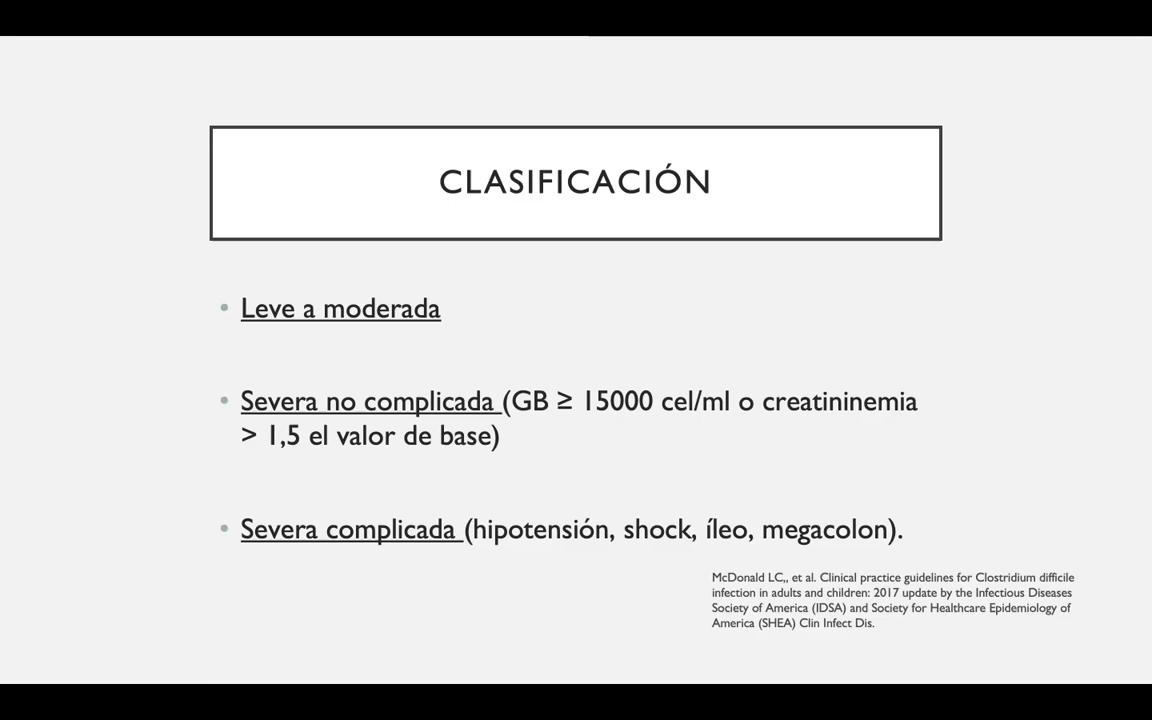 CLASIFICACIÓN
• Leve a moderada
• Severa no complicada (GB ≥ 15000 cel/ml o creatininemia
> 1,5 el valor de base)
• Severa complicada (hipotensión, shock, íleo, megacolon).
McDonald LC,, et al. Clinical practice guidelines for Clostridium difficile
infection in adults and children: 2017 update by the Infectious Diseases
Society of America (IDSA) and Society for Healthcare Epidemiology of
America (SHEA) Clin Infect Dis.